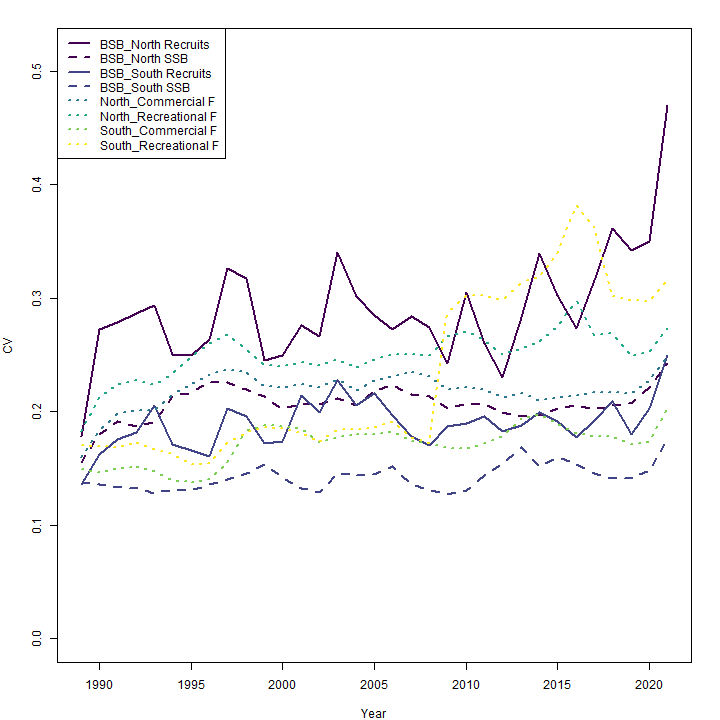 BSB_North Recruits
BSB_North SSB
BSB_South Recruits
BSB_South SSB
North_Commercial F
North_Recreational F
South_Commercial F
South_Recreational F
0.5
0.4
0.3
0.2
0.1
0.0
CV
1990 1995 2000 2005 2010 2015 2020
Year